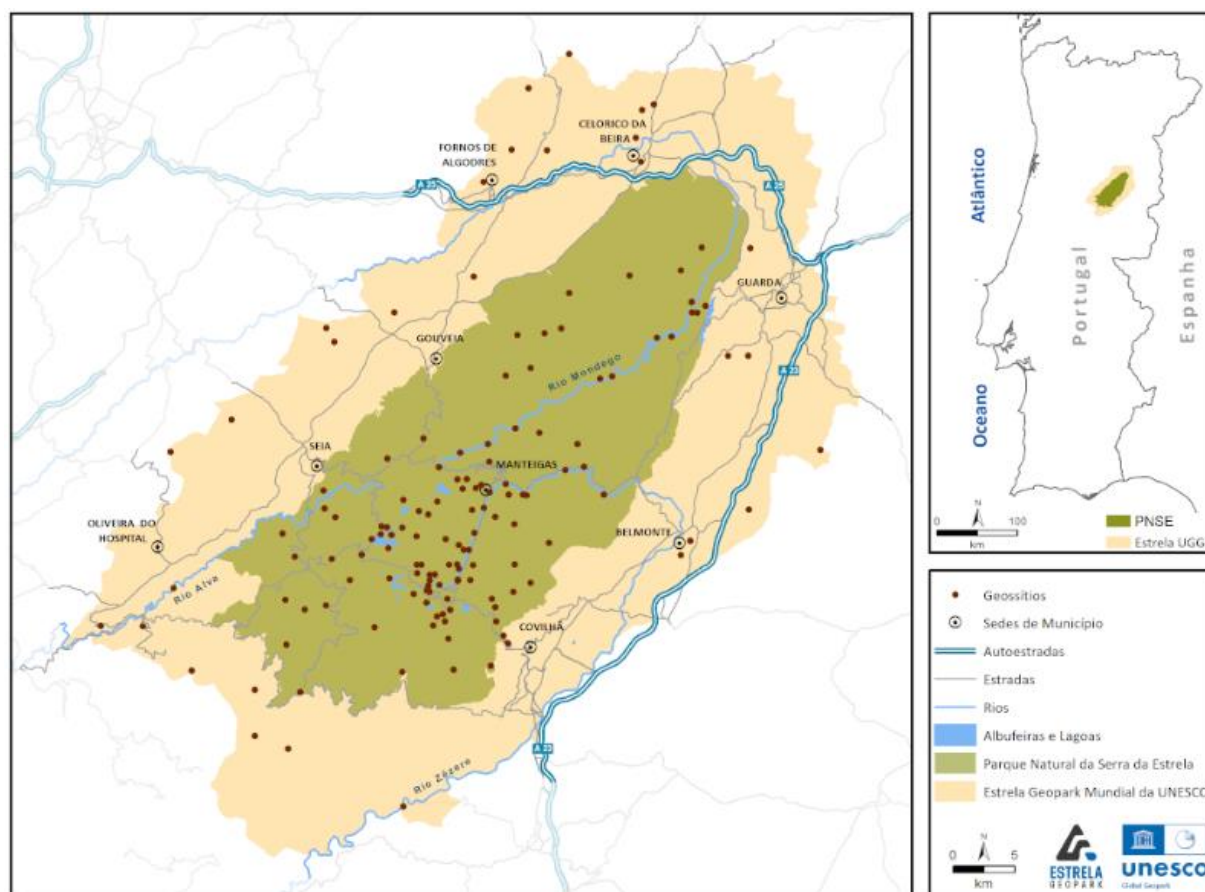 CELORICO DA
BEIRA
FORNOS DE
ALGODRES
A 25
A 25
GUARDA
GOUVEIA
Rio Mondego
A 23
SEIA
MANTEIGAS
OLIVEIRA DO
HOSPITAL
BELMONTE
Rio Alva
COVILHÃ
A 23
Rio Zêzere
Atlântico
Oceano
Portugal
Espanha
N
0 100
km
PNSE
Estrela UGG
Geossítios
Sedes de Município
Autoestradas
Estradas
Rios
Albufeiras e Lagoas
Parque Natural da Serra da Estrela
Estrela Geopark Mundial da UNESCO
N
0 5
km
ESTRELA
GEOPARK
unesco
Global Geopark